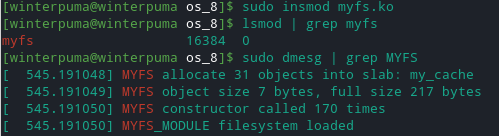 [winterpuma@winterpuma os_8]$ sudo insmod myfs.ko
[winterpuma@winterpuma os_8]$ lsmod | grep myfs
myfs                   16384  0
[winterpuma@winterpuma os_8]$ sudo dmesg | grep MYFS
[  545.191048] MYFS allocate 31 objects into slab: my_cache
[  545.191049] MYFS object size 7 bytes, full size 217 bytes
[  545.191050] MYFS constructor called 170 times
[  545.191050] MYFS_MODULE filesystem loaded